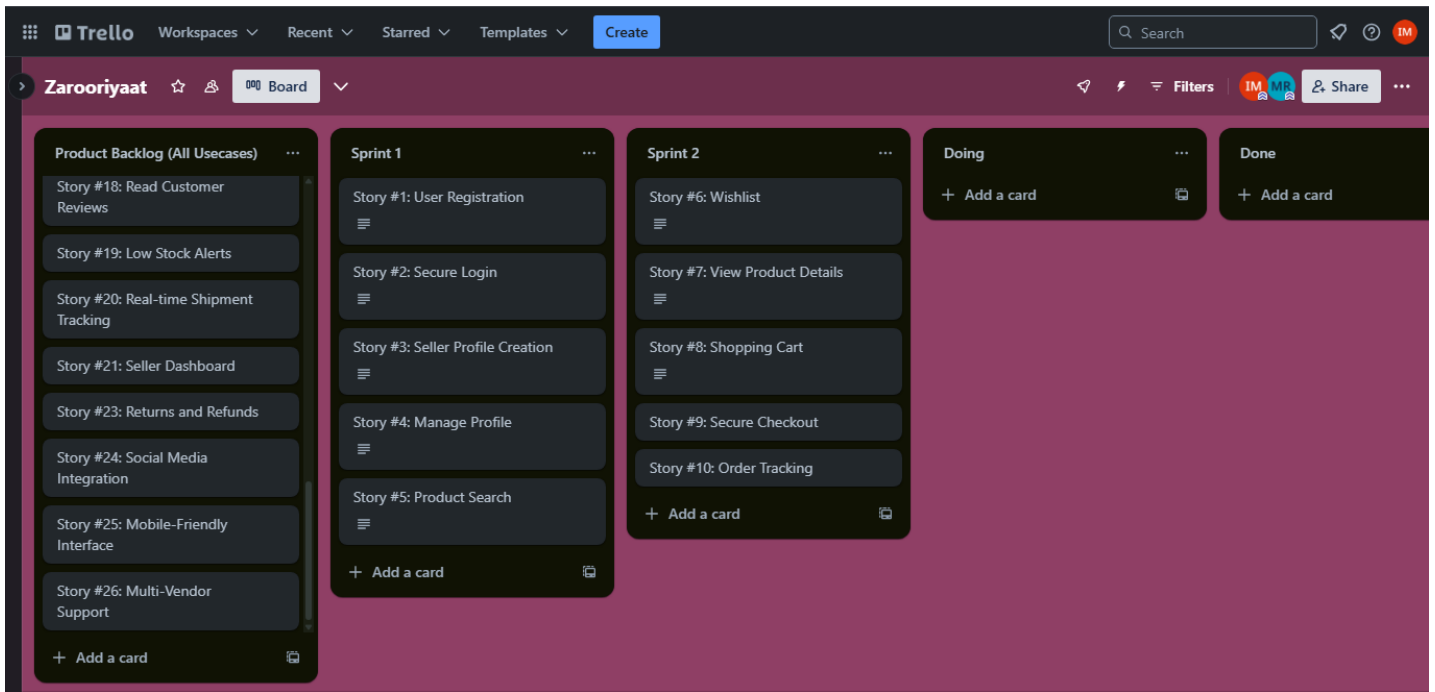 Trello Workspaces Recent Starred Templates Create Search IM
Zarooriyaat Board Filters IM MR Share
Product Backlog (All Usecases)
Story #18: Read Customer
Reviews
Story #19: Low Stock Alerts
Story #20: Real-time Shipment
Tracking
Story #21: Seller Dashboard
Story #23: Returns and Refunds
Story #24: Social Media
Integration
Story #25: Mobile-Friendly
Interface
Story #26: Multi-Vendor
Support
+ Add a card
Sprint 1
Story #1: User Registration
Story #2: Secure Login
Story #3: Seller Profile Creation
Story #4: Manage Profile
Story #5: Product Search
+ Add a card
Sprint 2
Story #6: Wishlist
Story #7: View Product Details
Story #8: Shopping Cart
Story #9: Secure Checkout
Story #10: Order Tracking
+ Add a card
Doing
+ Add a card
Done
+ Add a card